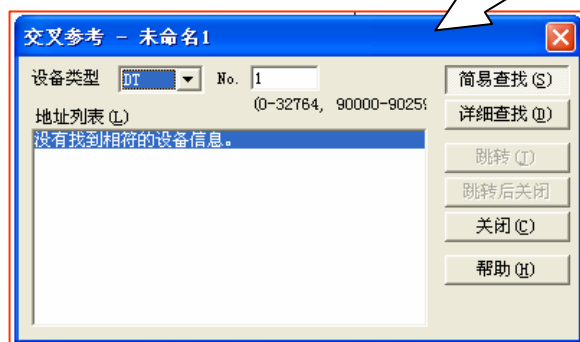 交叉参考 - 未命名1
设备类型 DT No. 1 简易查找(S)
(0-32764, 90000-90259
地址列表(L) 详细查找(D)
没有找到相符的设备信息。
跳转(J)
跳转后关闭
关闭(C)
帮助(H)